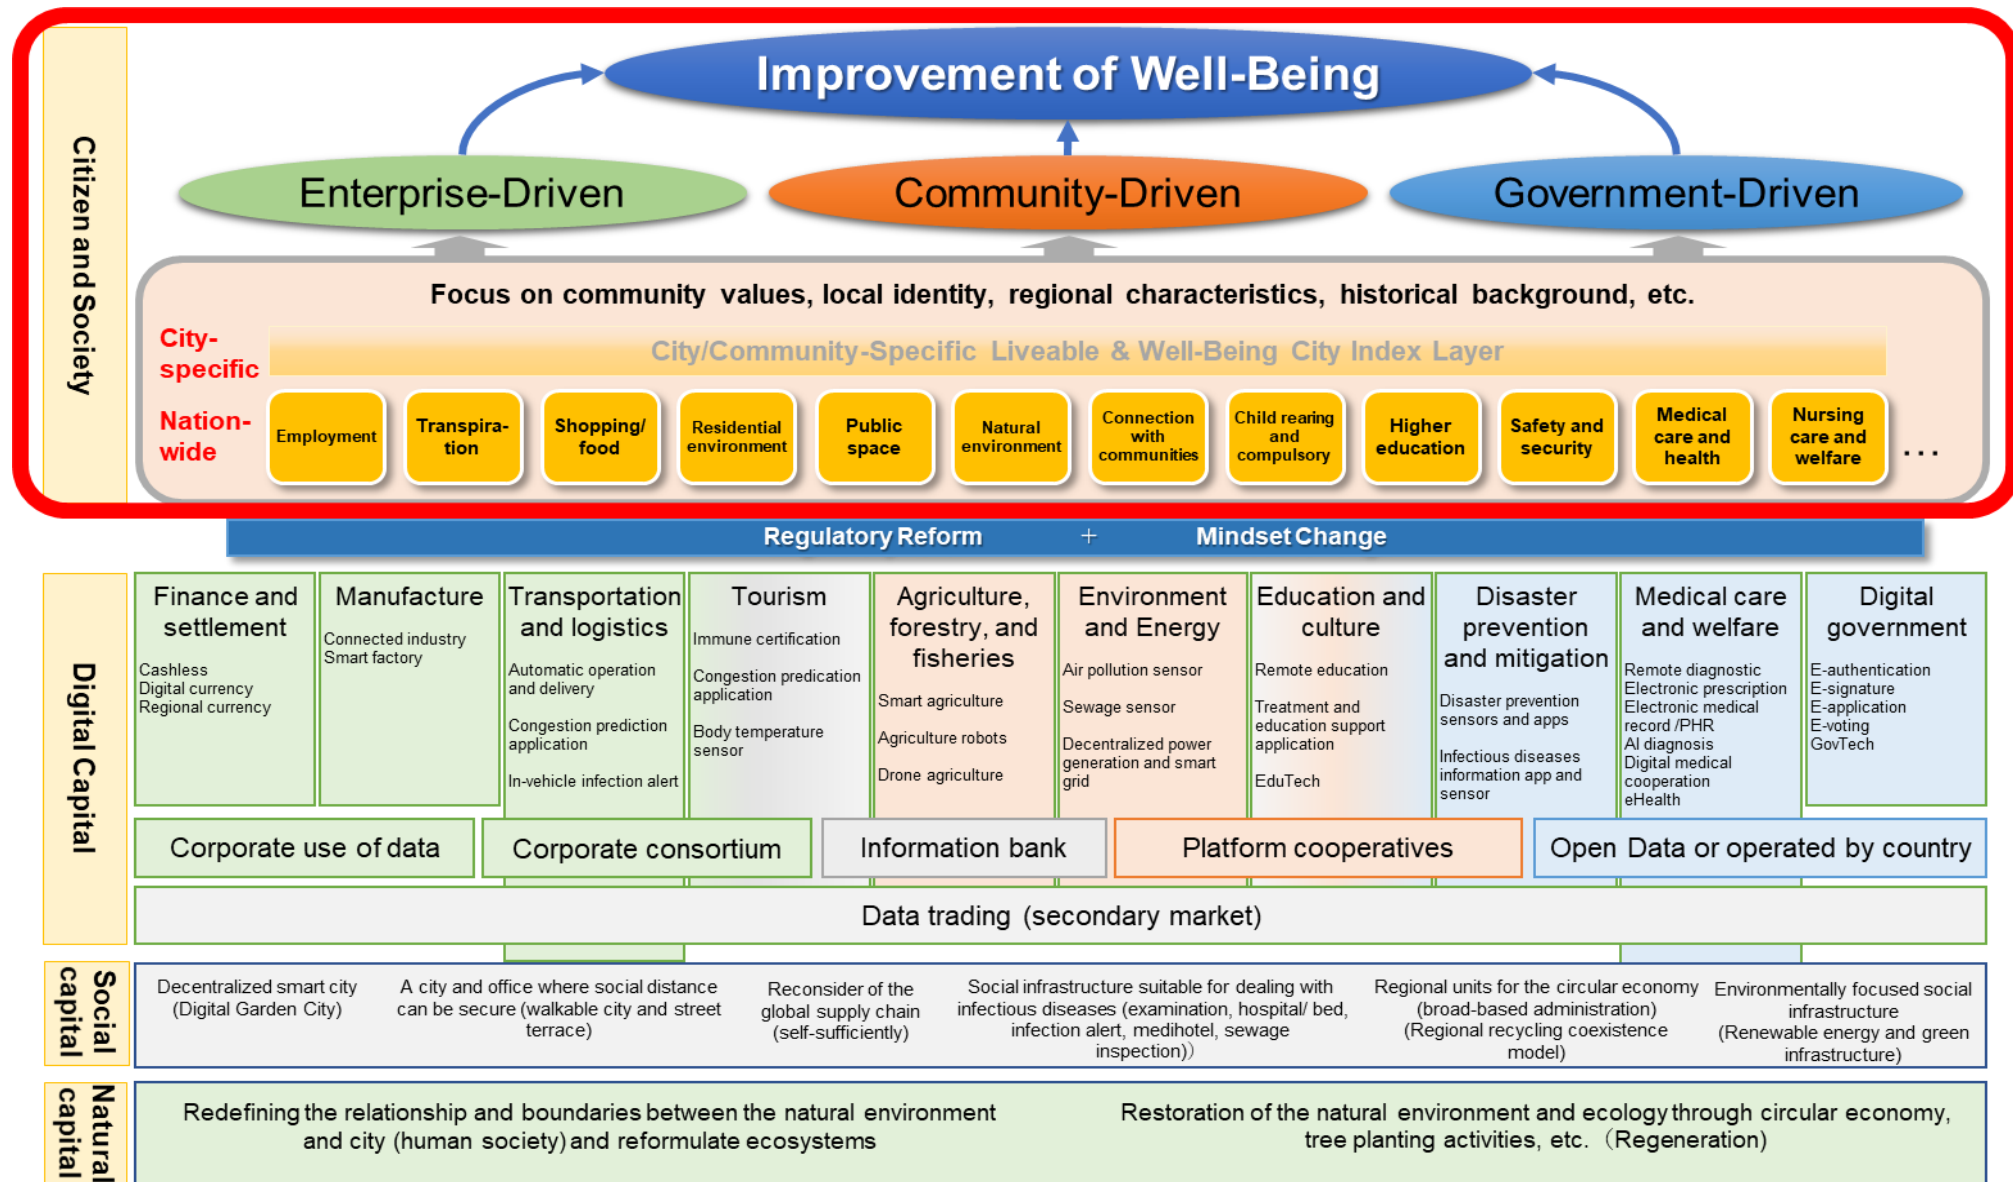 Improvement of Well-Being
Citizen and Society
Enterprise-Driven
Community-Driven
Government-Driven
Focus on community values, local identity, regional characteristics, historical background, etc.
City-
specific
City/Community-Specific Liveable & Well-Being City Index Layer
Nation-
wide
Employment
Transpira-
tion
Shopping/
food
Residential
environment
Public
space
Natural
environment
Connection
with
communities
Child rearing
and
compulsory
Higher
education
Safety and
security
Medical
care and
health
Nursing
care and
welfare
...
Regulatory Reform + Mindset Change
Digital Capital
Finance and
settlement
Cashless
Digital currency
Regional currency
Manufacture
Connected industry
Smart factory
Transportation
and logistics
Automatic operation
and delivery
Congestion prediction
application
In-vehicle infection alert
Tourism
Immune certification
Congestion predication
application
Body temperature
sensor
Agriculture,
forestry, and
fisheries
Smart agriculture
Agriculture robots
Drone agriculture
Environment
and Energy
Air pollution sensor
Sewage sensor
Decentralized power
generation and smart
grid
Education and
culture
Remote education
Treatment and
education support
application
EduTech
Disaster
prevention
and mitigation
Disaster prevention
sensors and apps
Infectious diseases
information app and
sensor
Medical care
and welfare
Remote diagnostic
Electronic prescription
Electronic medical
record /PHR
AI diagnosis
Digital medical
cooperation
eHealth
Digital
government
E-authentication
E-signature
E-application
E-voting
GovTech
Corporate use of data
Corporate consortium
Information bank
Platform cooperatives
Open Data or operated by country
Data trading (secondary market)
Social
capital
Decentralized smart city
(Digital Garden City)
A city and office where social distance
can be secure (walkable city and street
terrace)
Reconsider of the
global supply chain
(self-sufficiently)
Social infrastructure suitable for dealing with
infectious diseases (examination, hospital/ bed,
infection alert, medihotel, sewage
inspection)）
Regional units for the circular economy
(broad-based administration)
(Regional recycling coexistence
model)
Environmentally focused social
infrastructure
(Renewable energy and green
infrastructure)
Natural
capital
Redefining the relationship and boundaries between the natural environment
and city (human society) and reformulate ecosystems
Restoration of the natural environment and ecology through circular economy,
tree planting activities, etc.（Regeneration)